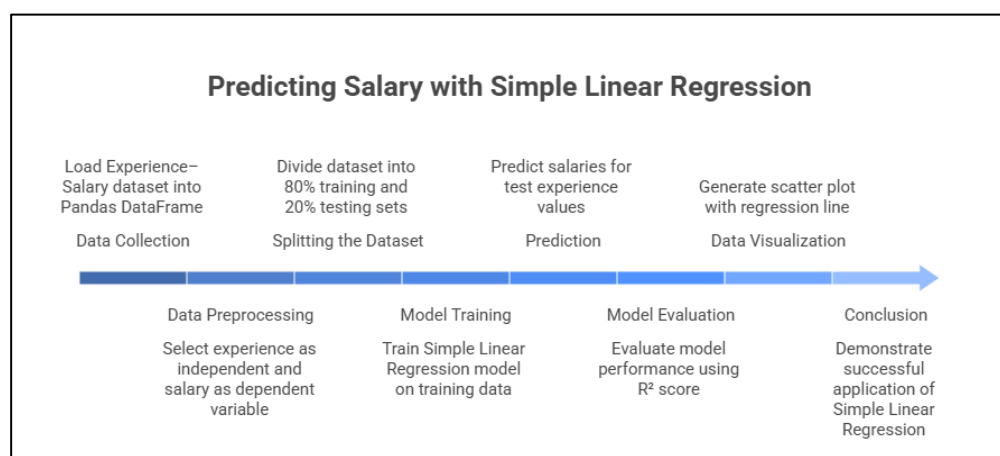 Predicting Salary with Simple Linear Regression
Load Experience–
Salary dataset into
Pandas DataFrame
Data Collection
Divide dataset into
80% training and
20% testing sets
Splitting the Dataset
Predict salaries for
test experience
values
Prediction
Generate scatter plot
with regression line
Data Visualization
Data Preprocessing
Select experience as
independent and
salary as dependent
variable
Model Training
Train Simple Linear
Regression model
on training data
Model Evaluation
Evaluate model
performance using
R² score
Conclusion
Demonstrate
successful
application of
Simple Linear
Regression